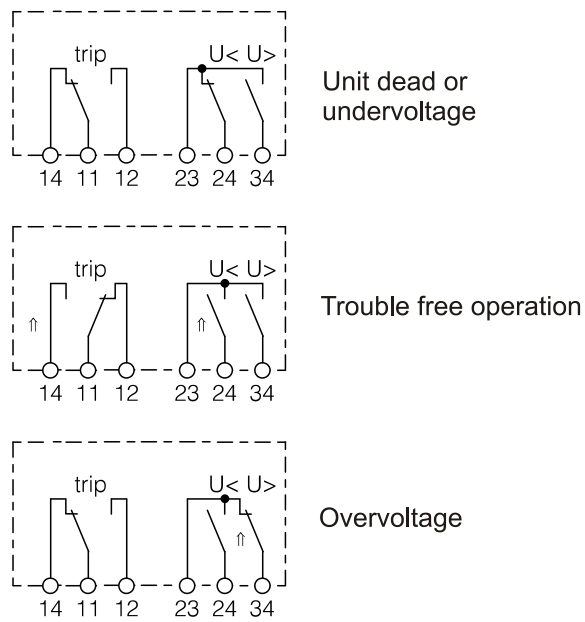 trip U< U>
Unit dead or
undervoltage
14 11 12 23 24 34
trip U< U>
Trouble free operation
⇑ ⇑
14 11 12 23 24 34
trip U< U>
Overvoltage
⇑
14 11 12 23 24 34